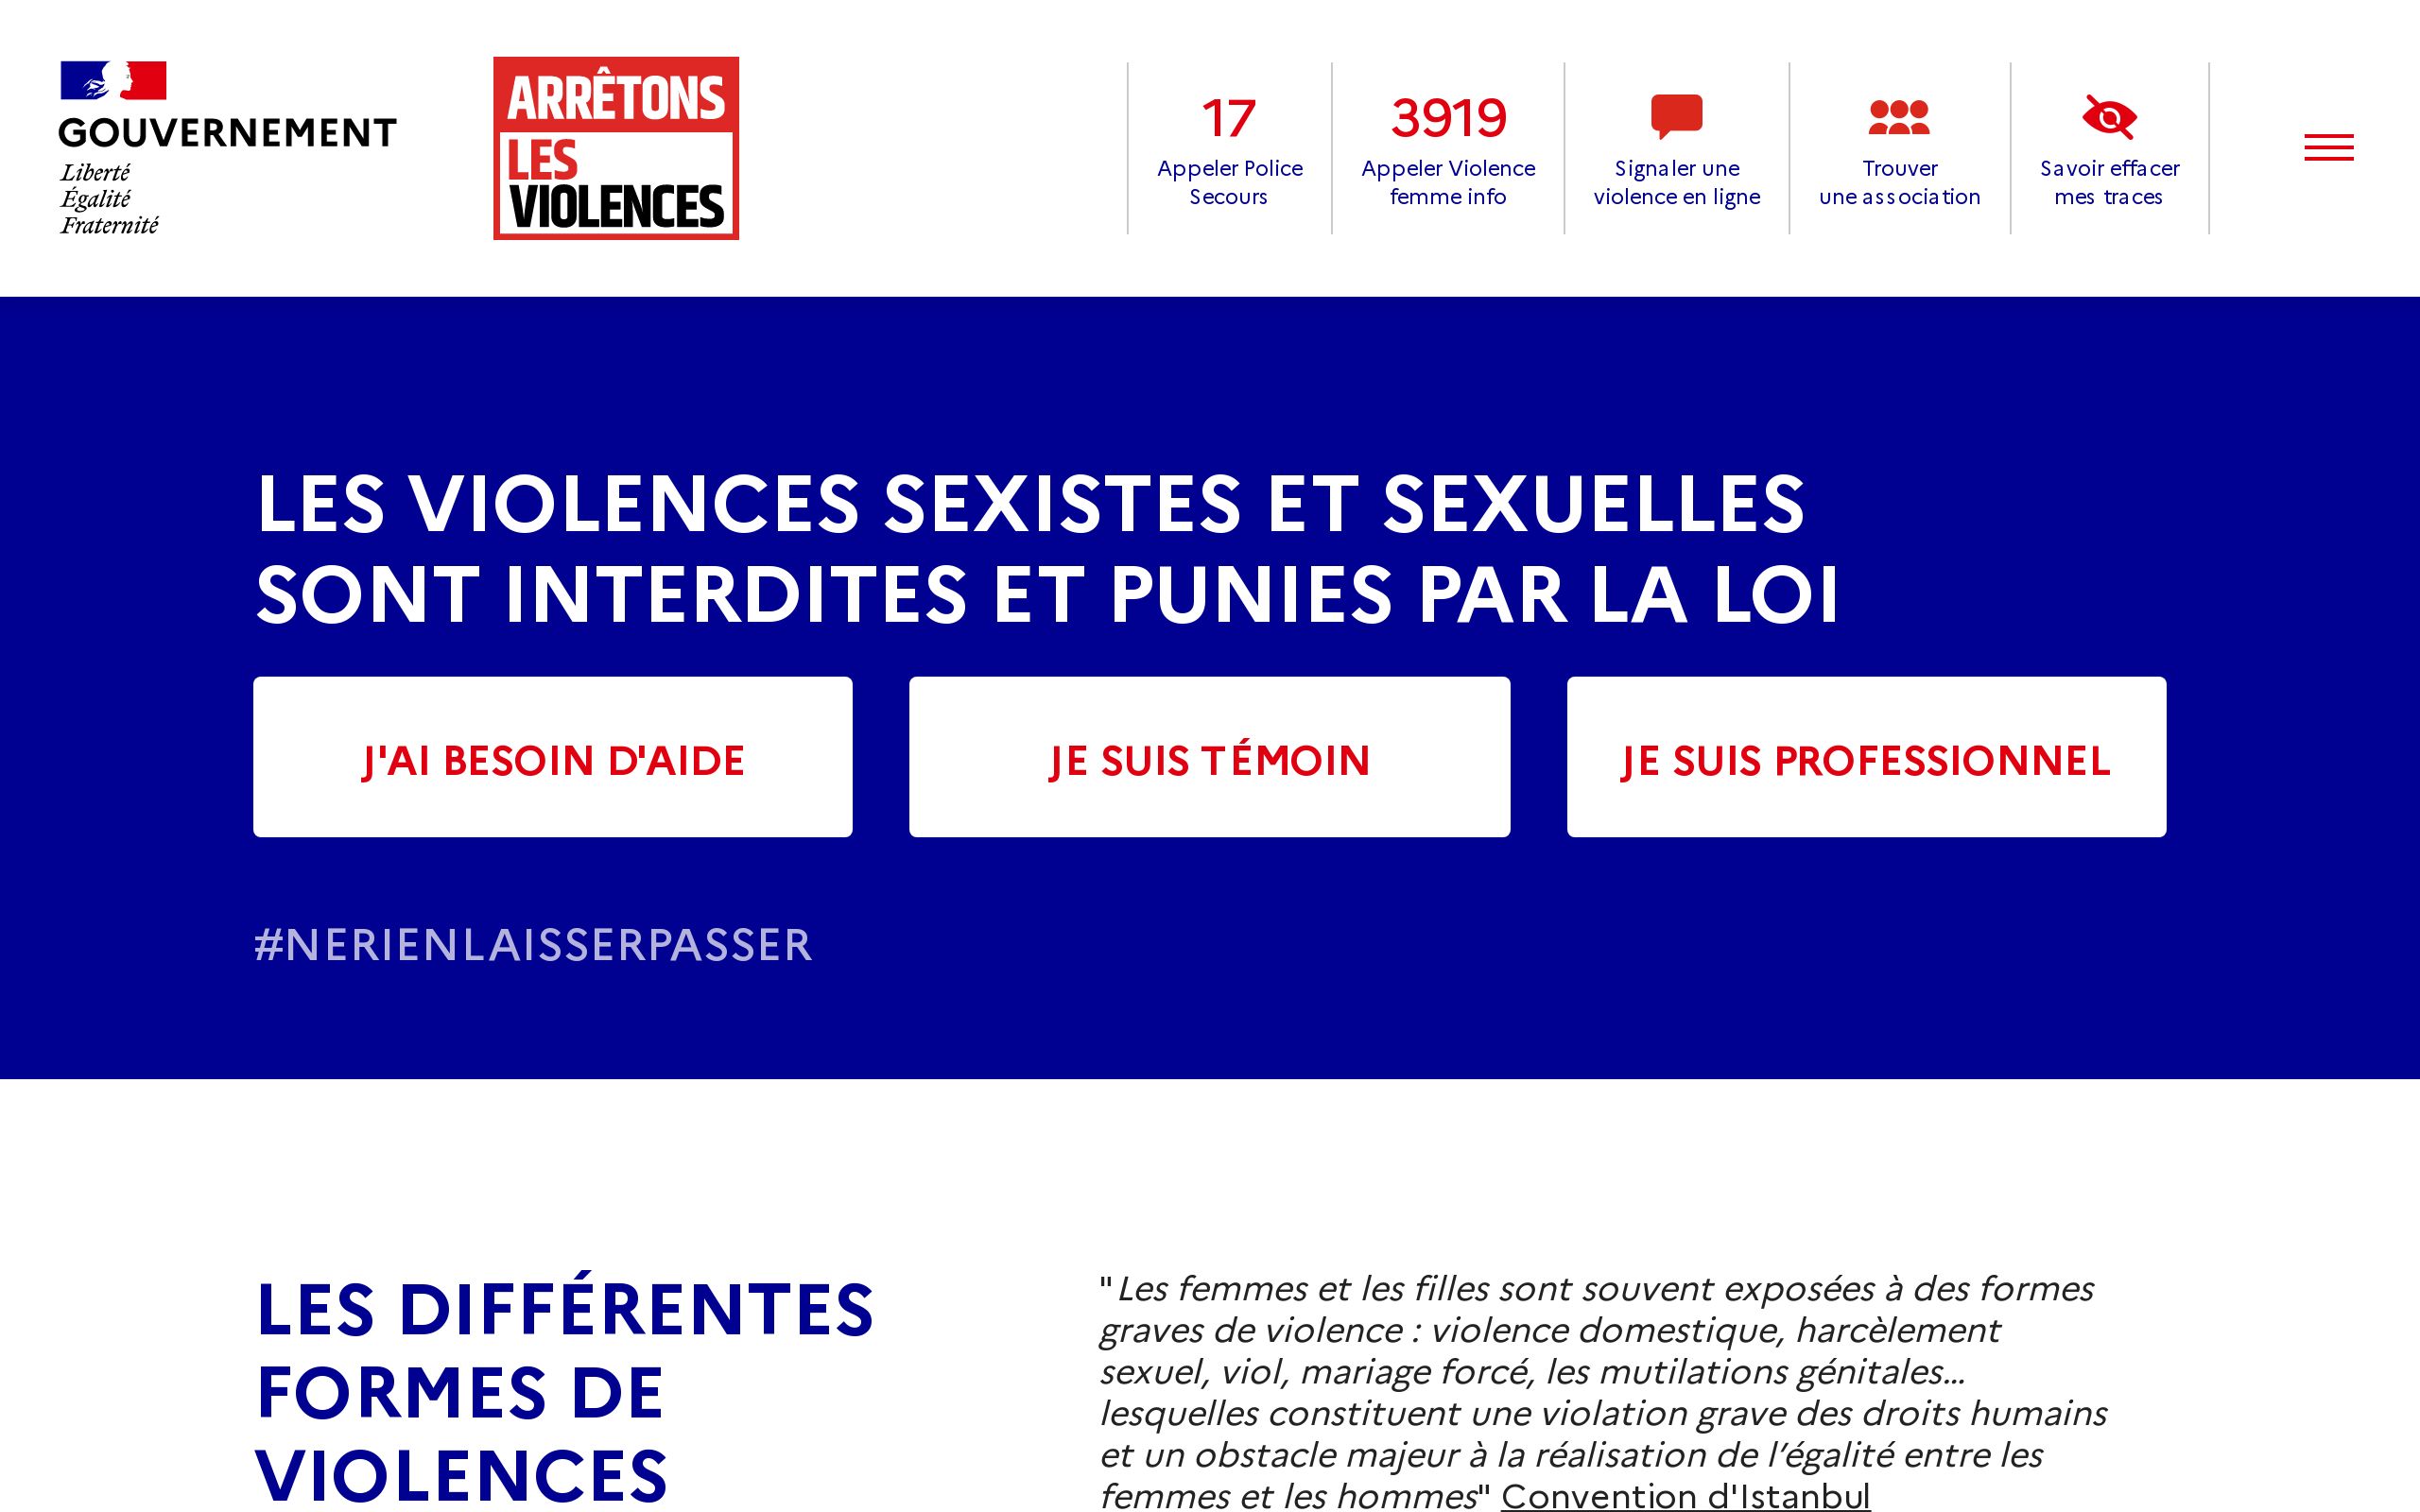 GOUVERNEMENT
Liberté
Égalité
Fraternité
ARRÊTONS
LES
VIOLENCES
17
Appeler Police
Secours
3919
Appeler Violence
femme info
Signaler une
violence en ligne
Trouver
une association
Savoir effacer
mes traces
LES VIOLENCES SEXISTES ET SEXUELLES
SONT INTERDITES ET PUNIES PAR LA LOI
J'AI BESOIN D'AIDE
JE SUIS TÉMOIN
JE SUIS PROFESSIONNEL
#NERIENLAISSERPASSER
LES DIFFÉRENTES
FORMES DE
VIOLENCES
"Les femmes et les filles sont souvent exposées à des formes
graves de violence : violence domestique, harcèlement
sexuel, viol, mariage forcé, les mutilations génitales…
lesquelles constituent une violation grave des droits humains
et un obstacle majeur à la réalisation de l’égalité entre les
femmes et les hommes" Convention d'Istanbul